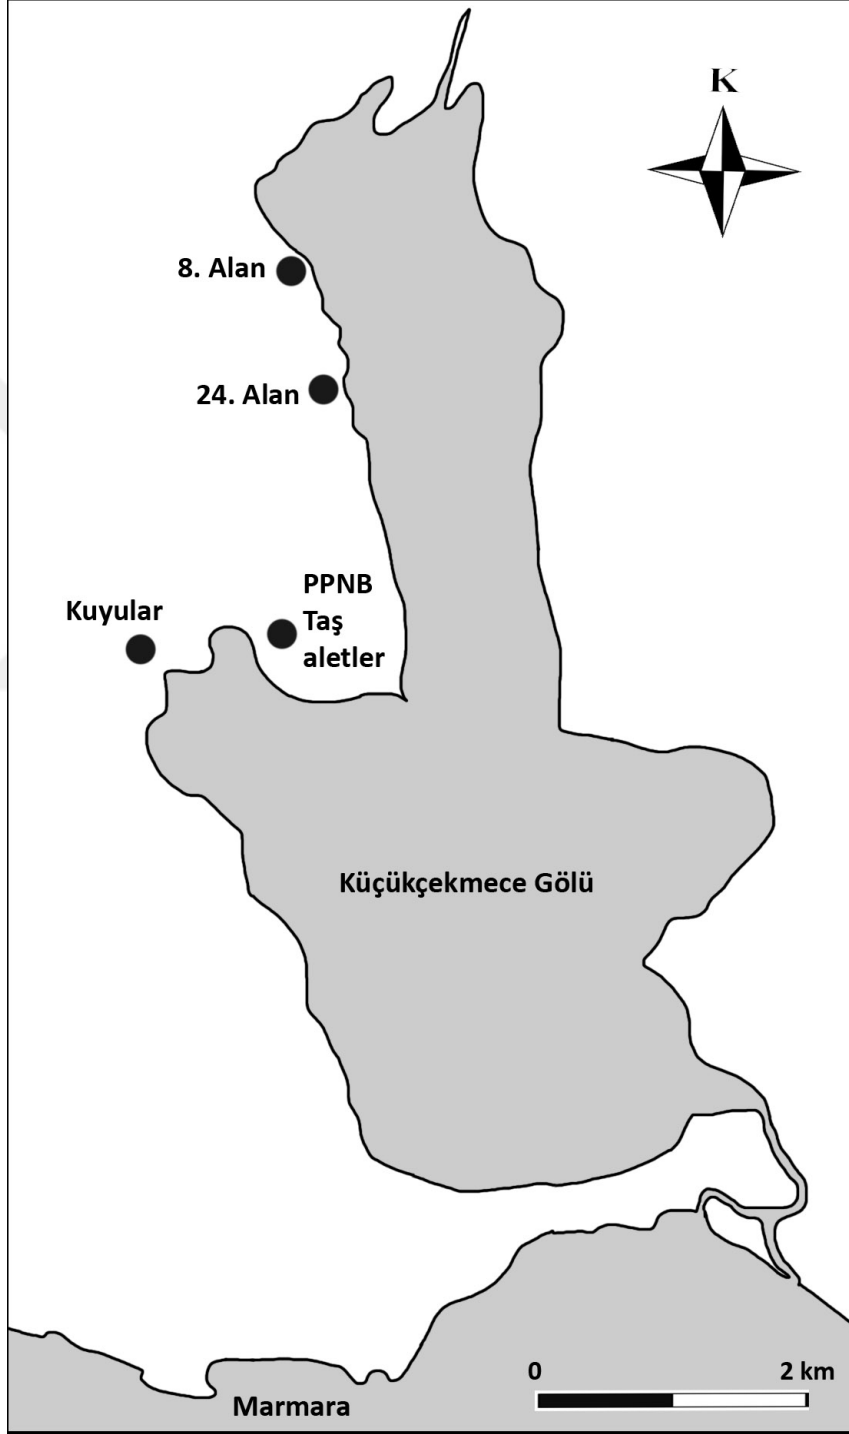 K
8. Alan
24. Alan
PPNB
Taş
aletler
Kuyular
Küçükçekmece Gölü
0
2 km
Marmara